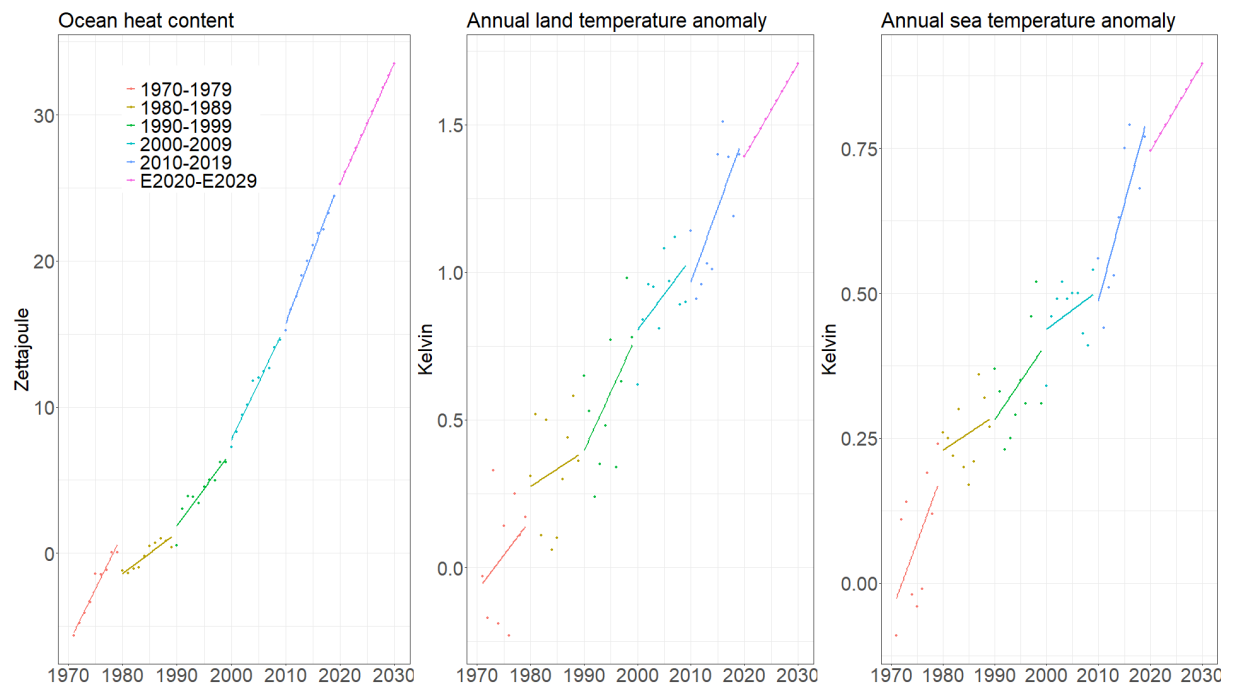 Ocean heat content
Zettajoule
30
20
10
0
1970-1979
1980-1989
1990-1999
2000-2009
2010-2019
E2020-E2029
1970 1980 1990 2000 2010 2020 2030
Annual land temperature anomaly
Kelvin
1.5
1.0
0.5
0.0
1970 1980 1990 2000 2010 2020 2030
Annual sea temperature anomaly
Kelvin
0.75
0.50
0.25
0.00
1970 1980 1990 2000 2010 2020 2030